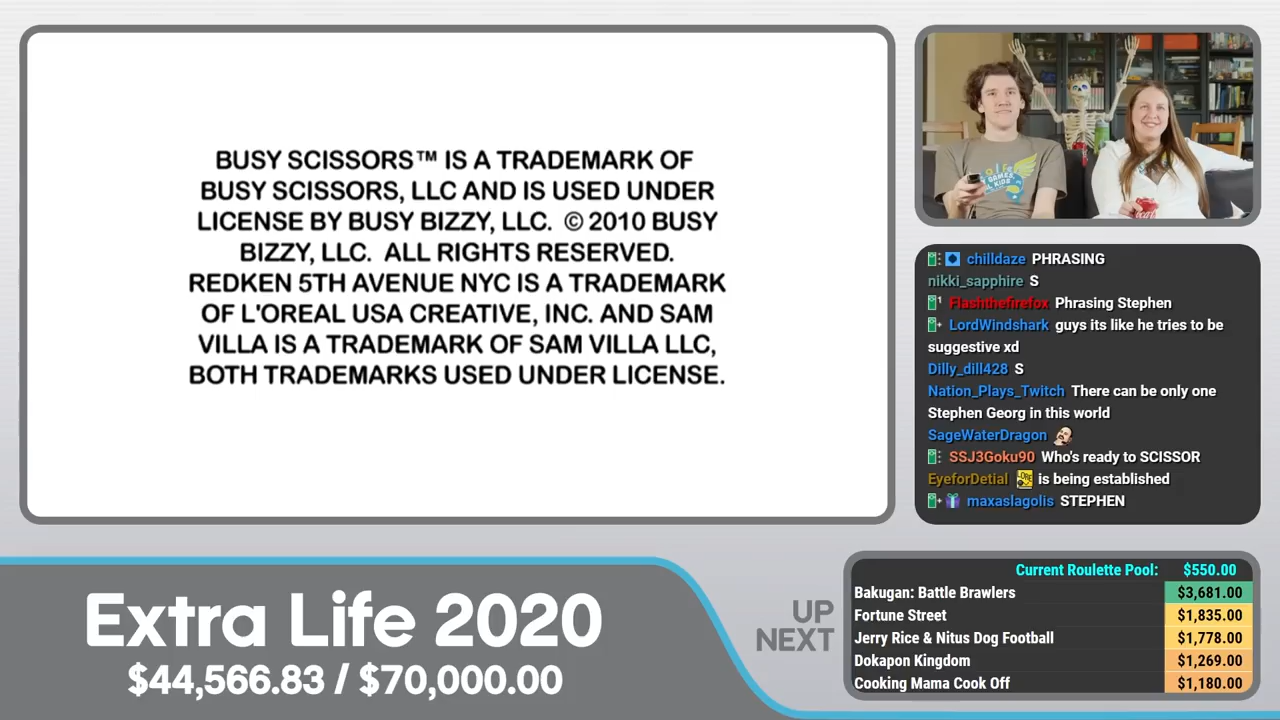 BUSY SCISSORS™ IS A TRADEMARK OF
BUSY SCISSORS, LLC AND IS USED UNDER
LICENSE BY BUSY BIZZY, LLC. © 2010 BUSY
BIZZY, LLC. ALL RIGHTS RESERVED.
REDKEN 5TH AVENUE NYC IS A TRADEMARK
OF L'OREAL USA CREATIVE, INC. AND SAM
VILLA IS A TRADEMARK OF SAM VILLA LLC,
BOTH TRADEMARKS USED UNDER LICENSE.
chilldaze PHRASING
nikki_sapphire S
Flashthefirefox Phrasing Stephen
LordWindshark guys its like he tries to be
suggestive xd
Dilly_dill428 S
Nation_Plays_Twitch There can be only one
Stephen Georg in this world
SageWaterDragon
SSJ3Goku90 Who's ready to SCISSOR
EyeforDetial is being established
maxaslagolis STEPHEN
Extra Life 2020
$44,566.83 / $70,000.00
UP
NEXT
Current Roulette Pool: $550.00
Bakugan: Battle Brawlers $3,681.00
Fortune Street $1,835.00
Jerry Rice & Nitus Dog Football $1,778.00
Dokapon Kingdom $1,269.00
Cooking Mama Cook Off $1,180.00